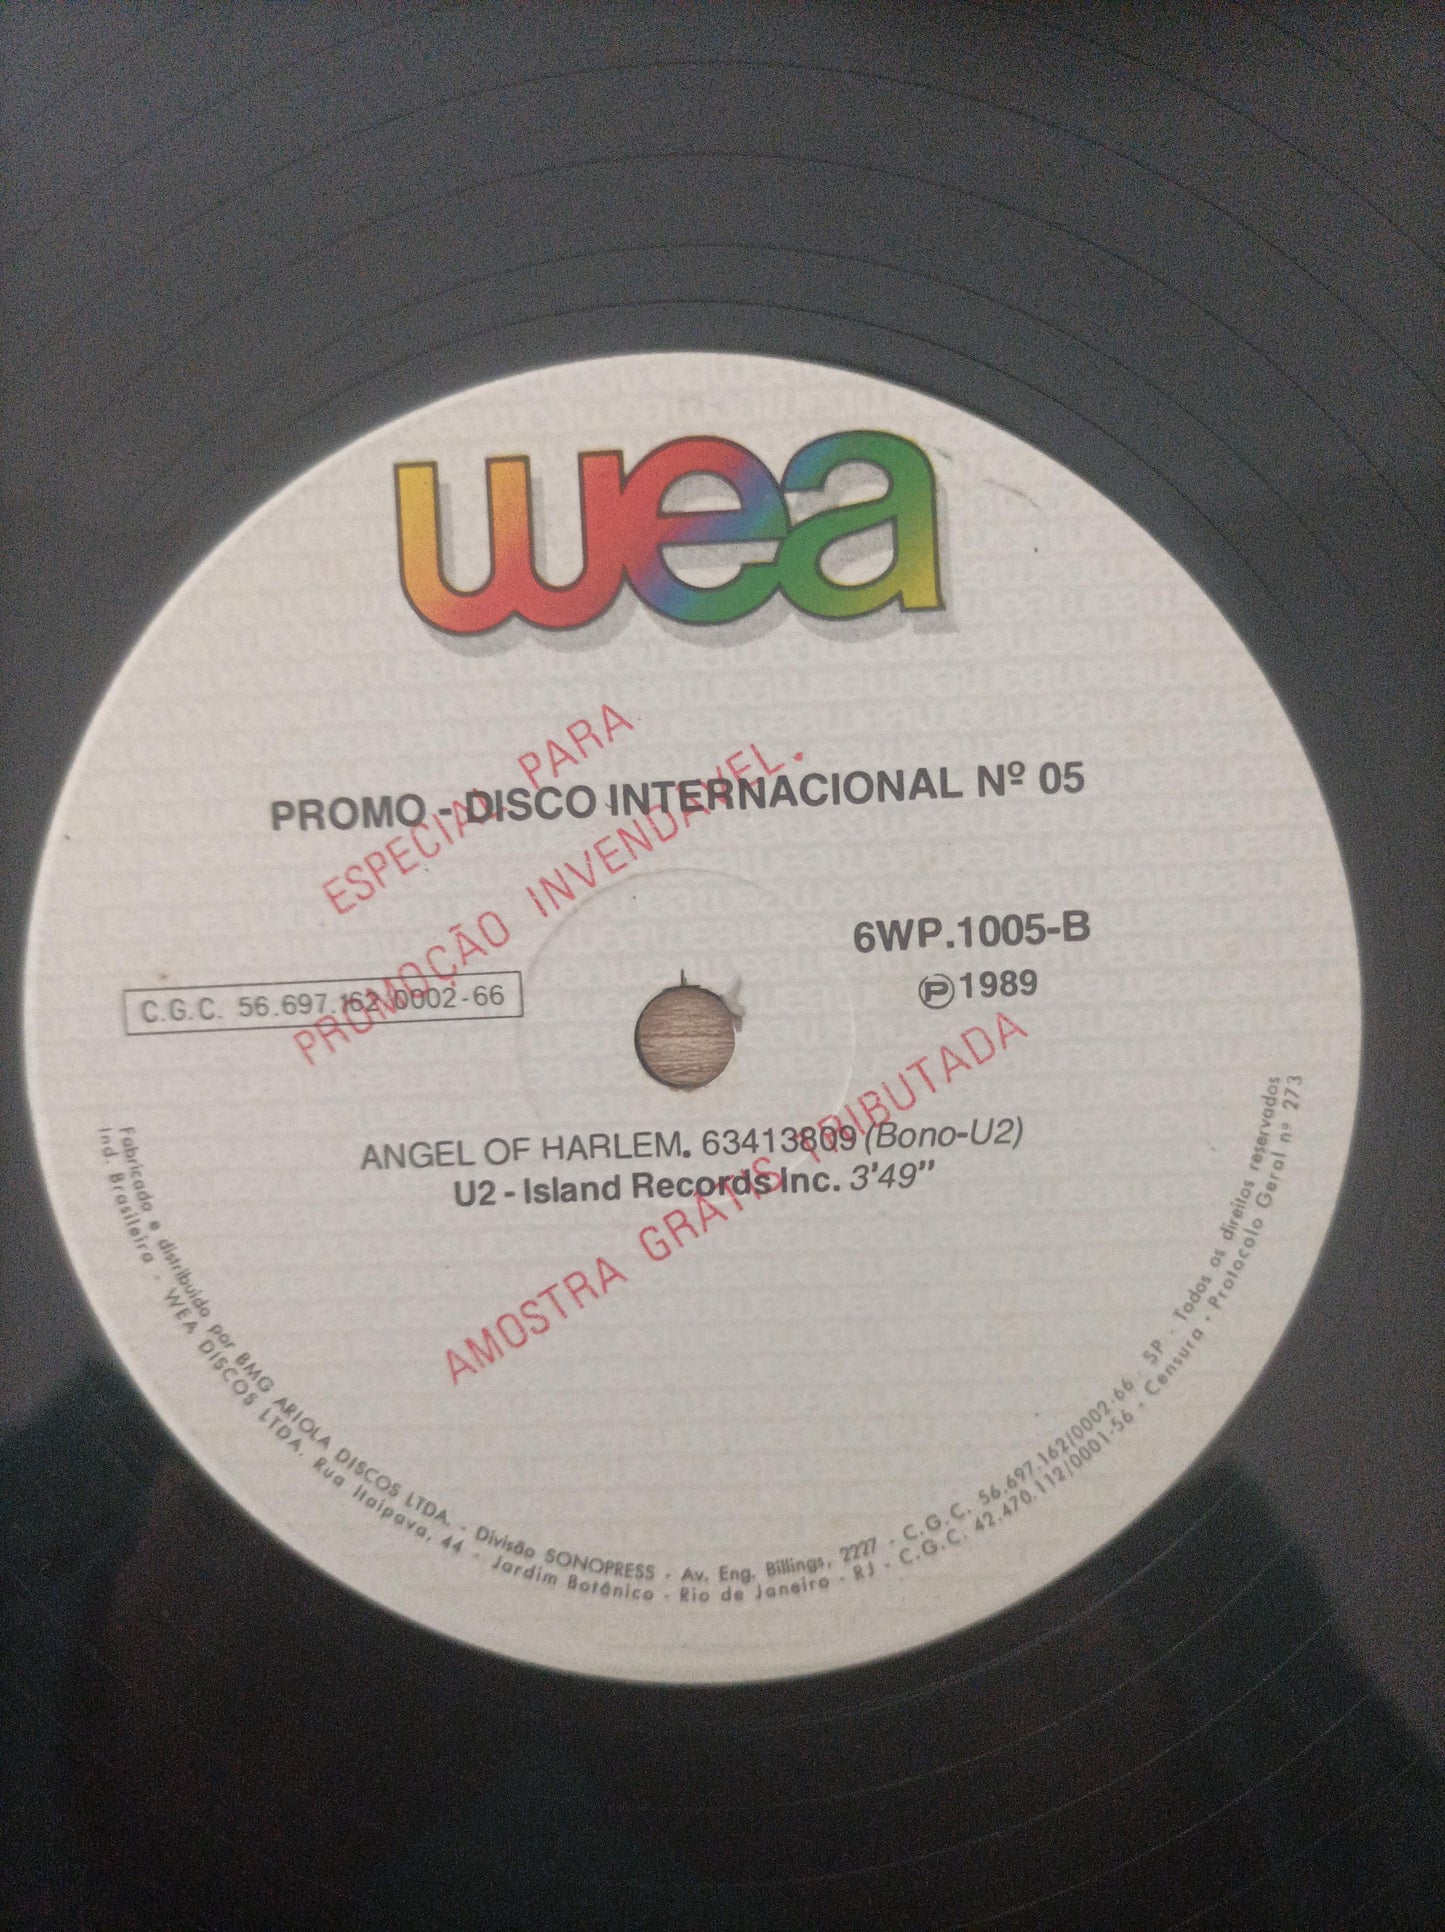 wea
PROMO - DISCO INTERNACIONAL Nº 05
ESPECIAL PARA
PROMOÇÃO INVENDAVEL.
AMOSTRA GRATIS TRIBUTADA
6WP.1005-B
Ⓟ1989
C.G.C. 56.697.162/0002-66
ANGEL OF HARLEM. 63413809 (Bono-U2)
U2 - Island Records Inc. 3'49"
Fabricado e distribuido por BMG ARIOLA DISCOS LTDA. - Divisão SONOPRESS - Av. Eng. Billings, 2227 - C.G.C. 56.697.162/0002-66 - SP - Todos os direitos reservados
Ind. Brasileira - WEA DISCOS LTDA. Rua Itaipava, 44 - Jardim Botânico - Rio de Janeiro - RJ - C.G.C. 42.470.112/0001-56 - Censura - Protocolo Geral nº 273